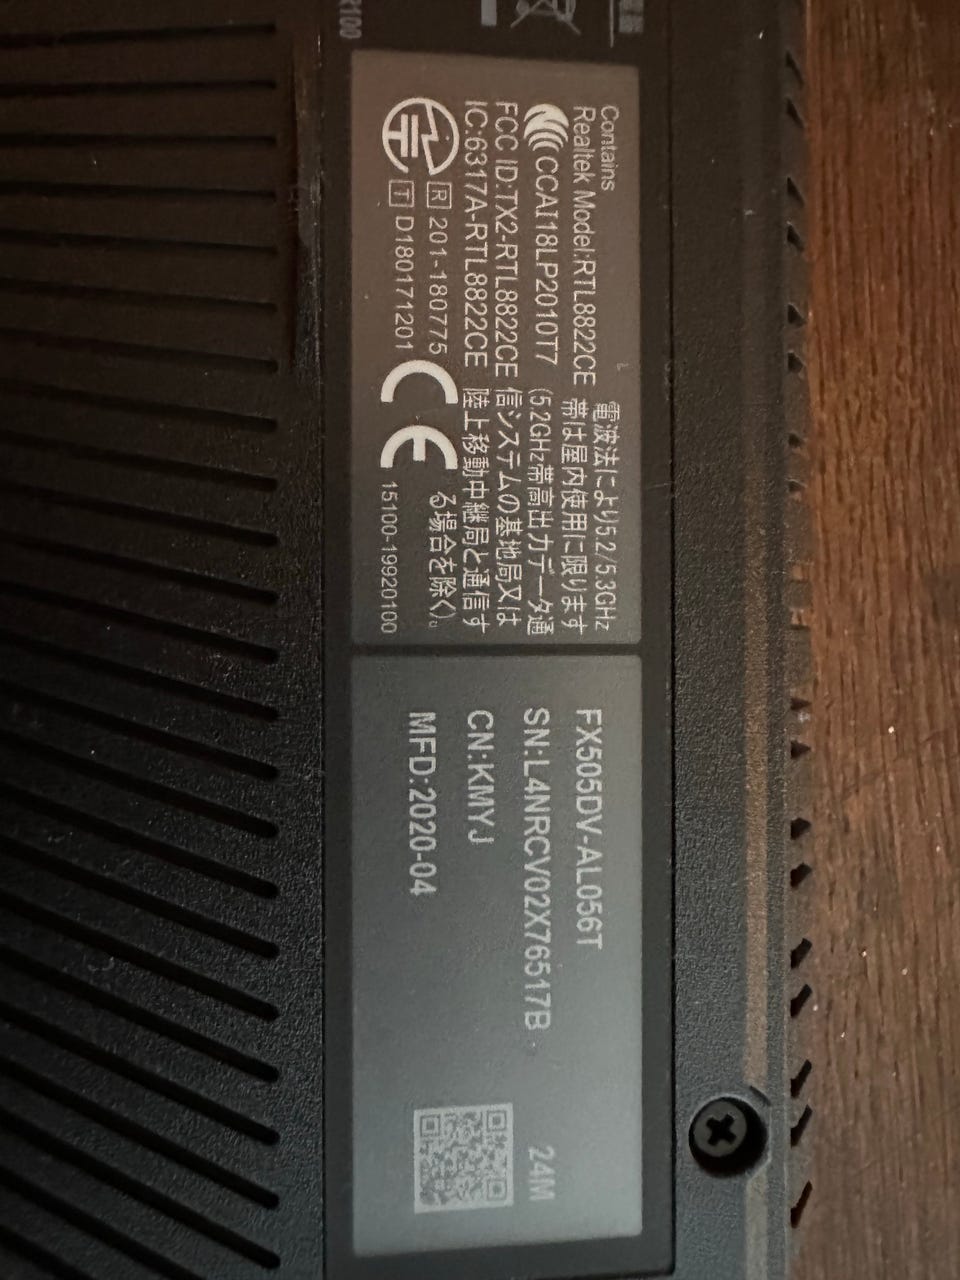 R100
電器
Contains
Realtek Model:RTL8822CE
CCAI18LP2010T7
FCC ID:TX2-RTL8822CE
IC:6317A-RTL8822CE
R 201-180775
T D180171201
電波法により5.2/5.3GHz
帯は屋内使用に限ります
(5.2GHz帯高出力データ通
信システムの基地局又は
陸上移動中継局と通信す
る場合を除く)。
CE
15100-19920100
FX505DV-AL056T
SN:L4NRCV02X76517B
CN:KMYJ
MFD:2020-04
24M